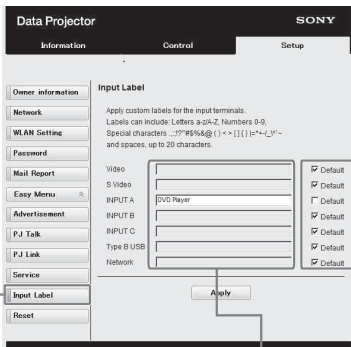 Data Projector
SONY
Information
Control
Setup
Owner information
Network
WLAN Setting
Password
Mail Report
Easy Menu
Advertisement
PJ Talk
PJ Link
Service
Input Label
Reset
Input Label
Apply custom labels for the input terminals.
Labels can include: Letters a-z/A-Z, Numbers 0-9,
Special characters .,:;!?"#$%&@ ( ) < > [ ] { } |=*+-/_\^`~
and spaces, up to 20 characters.
Video
Default
S Video
Default
INPUT A
DVD Player
Default
INPUT B
Default
INPUT C
Default
Type B USB
Default
Network
Default
Apply